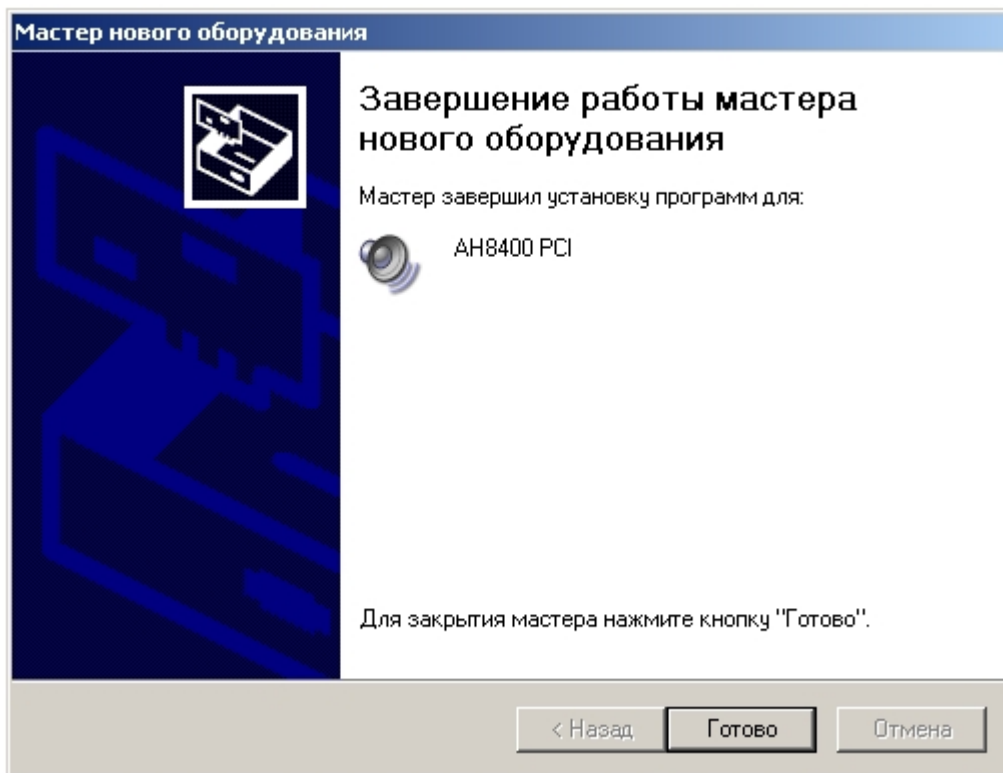 Мастер нового оборудования
Завершение работы мастера
нового оборудования
Мастер завершил установку программ для:
AH8400 PCI
Для закрытия мастера нажмите кнопку "Готово".
< Назад
Готово
Отмена